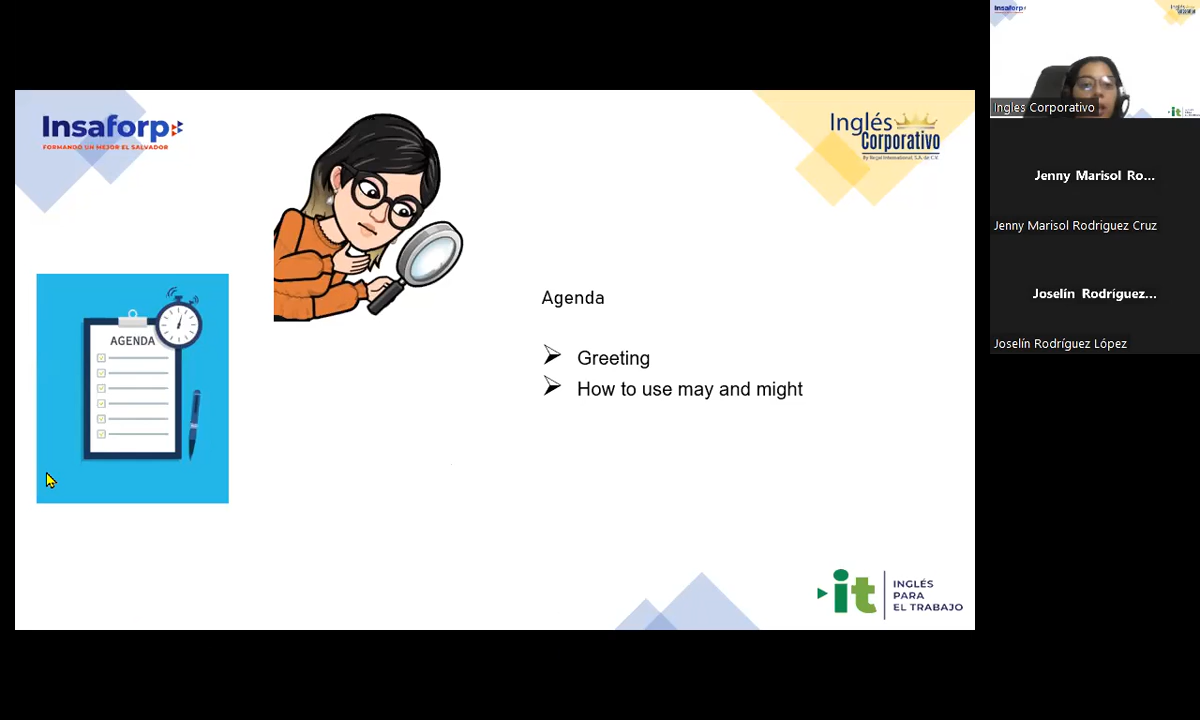 Insaforp
FORMANDO UN MEJOR EL SALVADOR
Inglés
Corporativo
By Regal International, S.A. de C.V.
AGENDA
Agenda
Greeting
How to use may and might
it
INGLÉS
PARA
EL TRABAJO
Insaforp
Ingles Corporativo
it
Jenny Marisol Ro...
Jenny Marisol Rodriguez Cruz
Joselín Rodríguez...
Joselín Rodríguez López